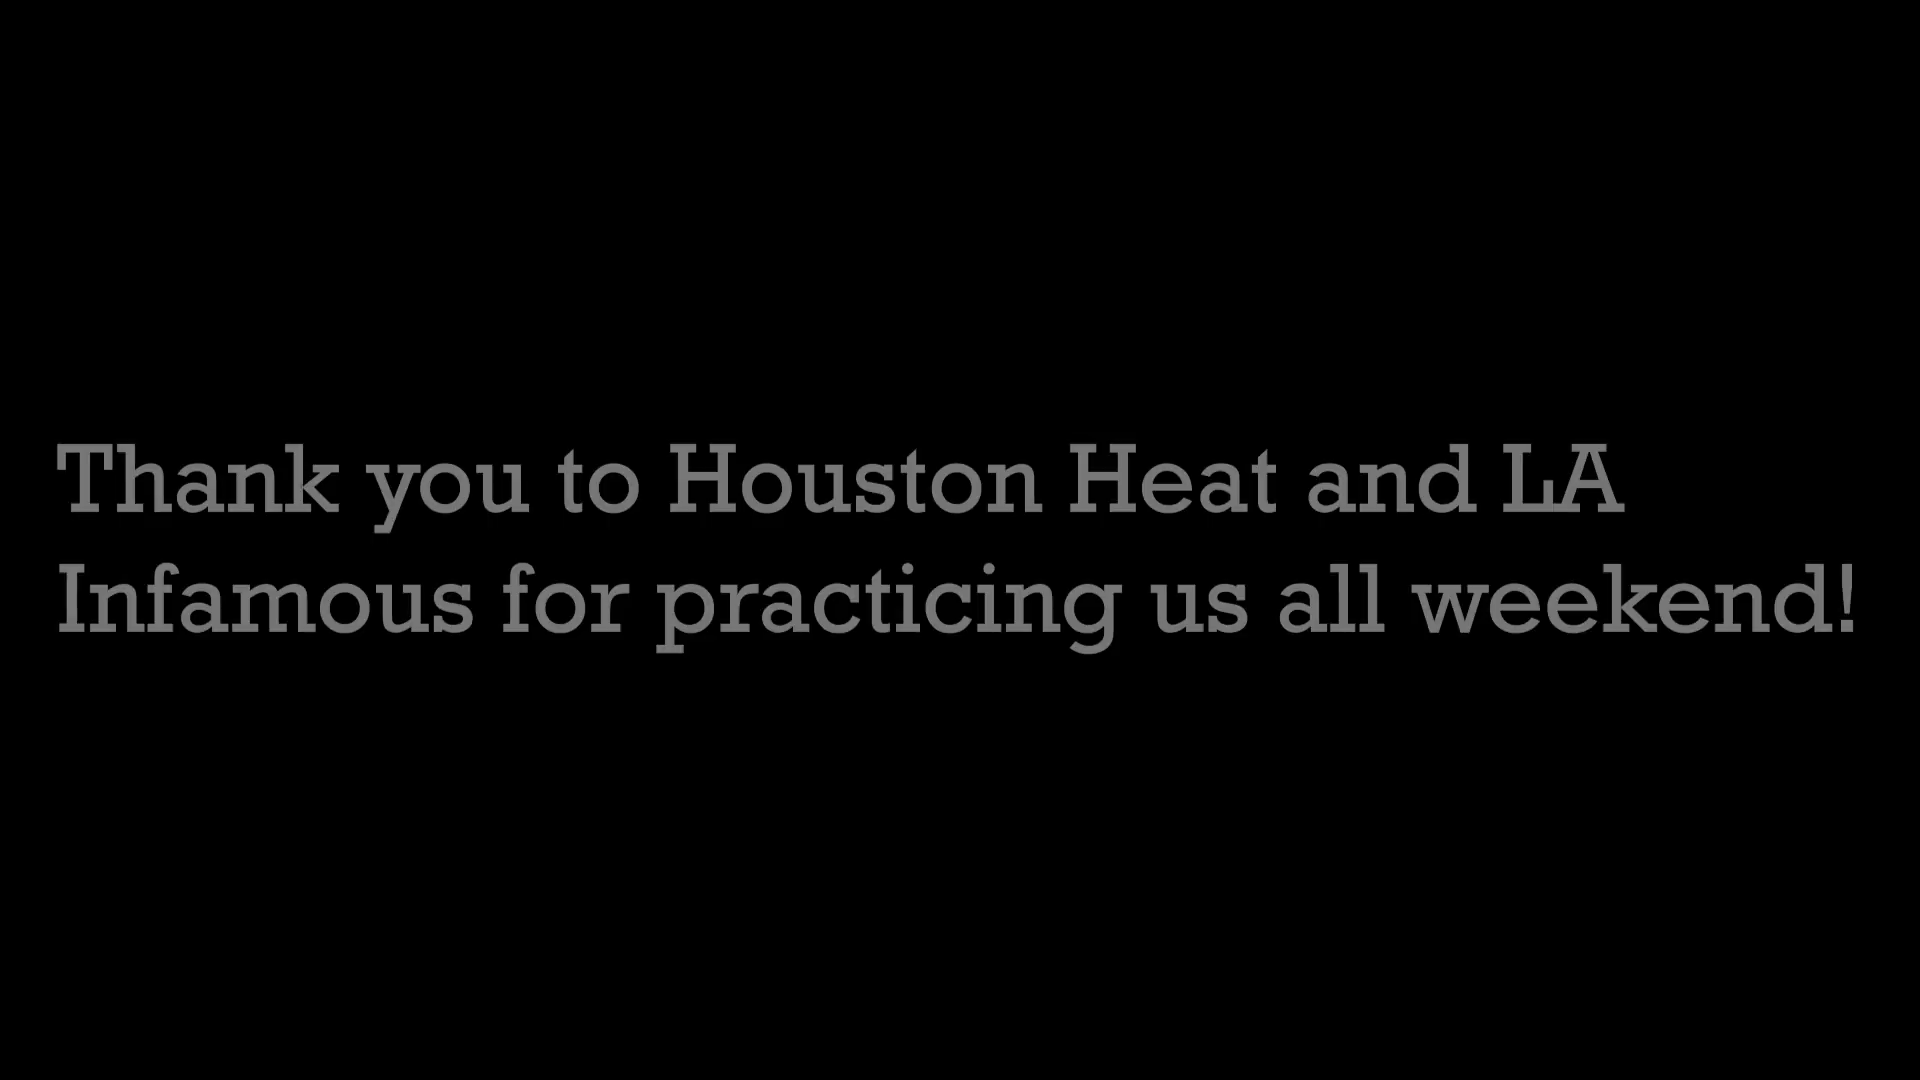 Thank you to Houston Heat and LA
Infamous for practicing us all weekend!